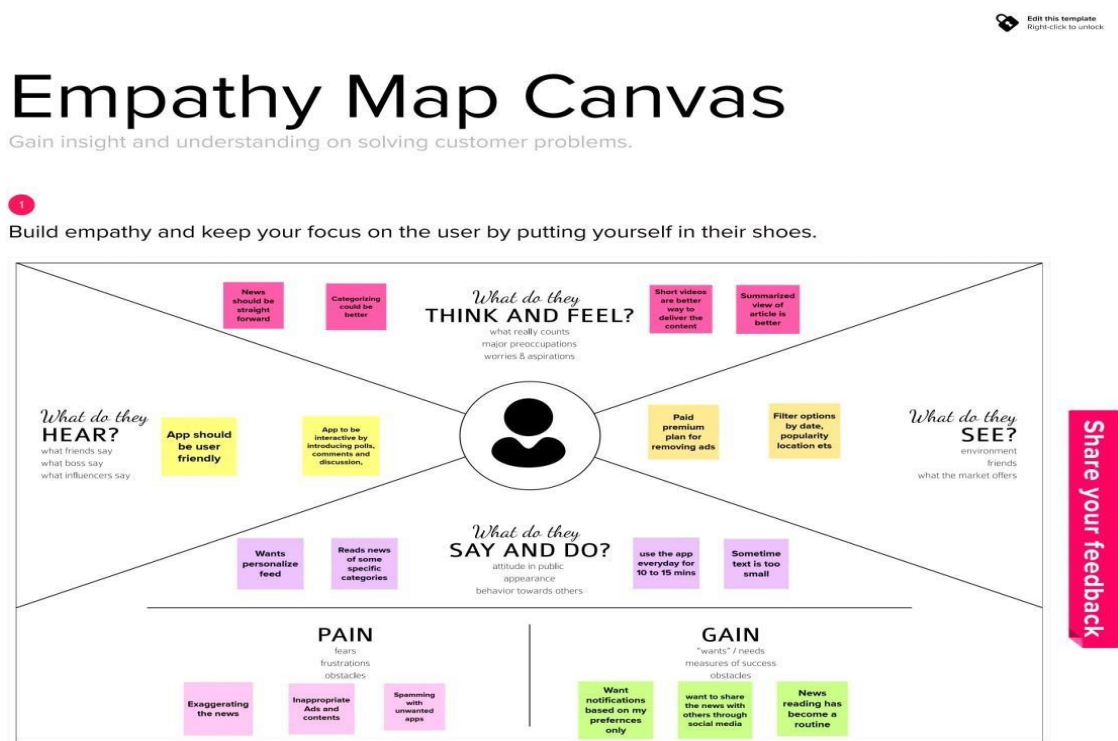 Edit this template
Right-click to unlock
Empathy Map Canvas
Gain insight and understanding on solving customer problems.
1
Build empathy and keep your focus on the user by putting yourself in their shoes.
News
should be
straight
forward
Categorizing
could be
better
What do they
THINK AND FEEL?
what really counts
major preoccupations
worries & aspirations
Short videos
are better
way to
deliver the
content
Summarized
view of
article is
better
What do they
HEAR?
what friends say
what boss say
what influencers say
App should
be user
friendly
App to be
interactive by
introducing polls,
comments and
discussion,
Paid
premium
plan for
removing ads
Filter options
by date,
popularity
location ets
What do they
SEE?
environment
friends
what the market offers
Share your feedback
Wants
personalize
feed
Reads news
of some
specific
categories
What do they
SAY AND DO?
attitude in public
appearance
behavior towards others
use the app
everyday for
10 to 15 mins
Sometime
text is too
small
PAIN
fears
frustrations
obstacles
Exaggerating
the news
Inappropriate
Ads and
contents
Spamming
with
unwanted
apps
GAIN
"wants" / needs
measures of success
obstacles
Want
notifications
based on my
prefernces
only
want to share
the news with
others through
social media
News
reading has
become a
routine